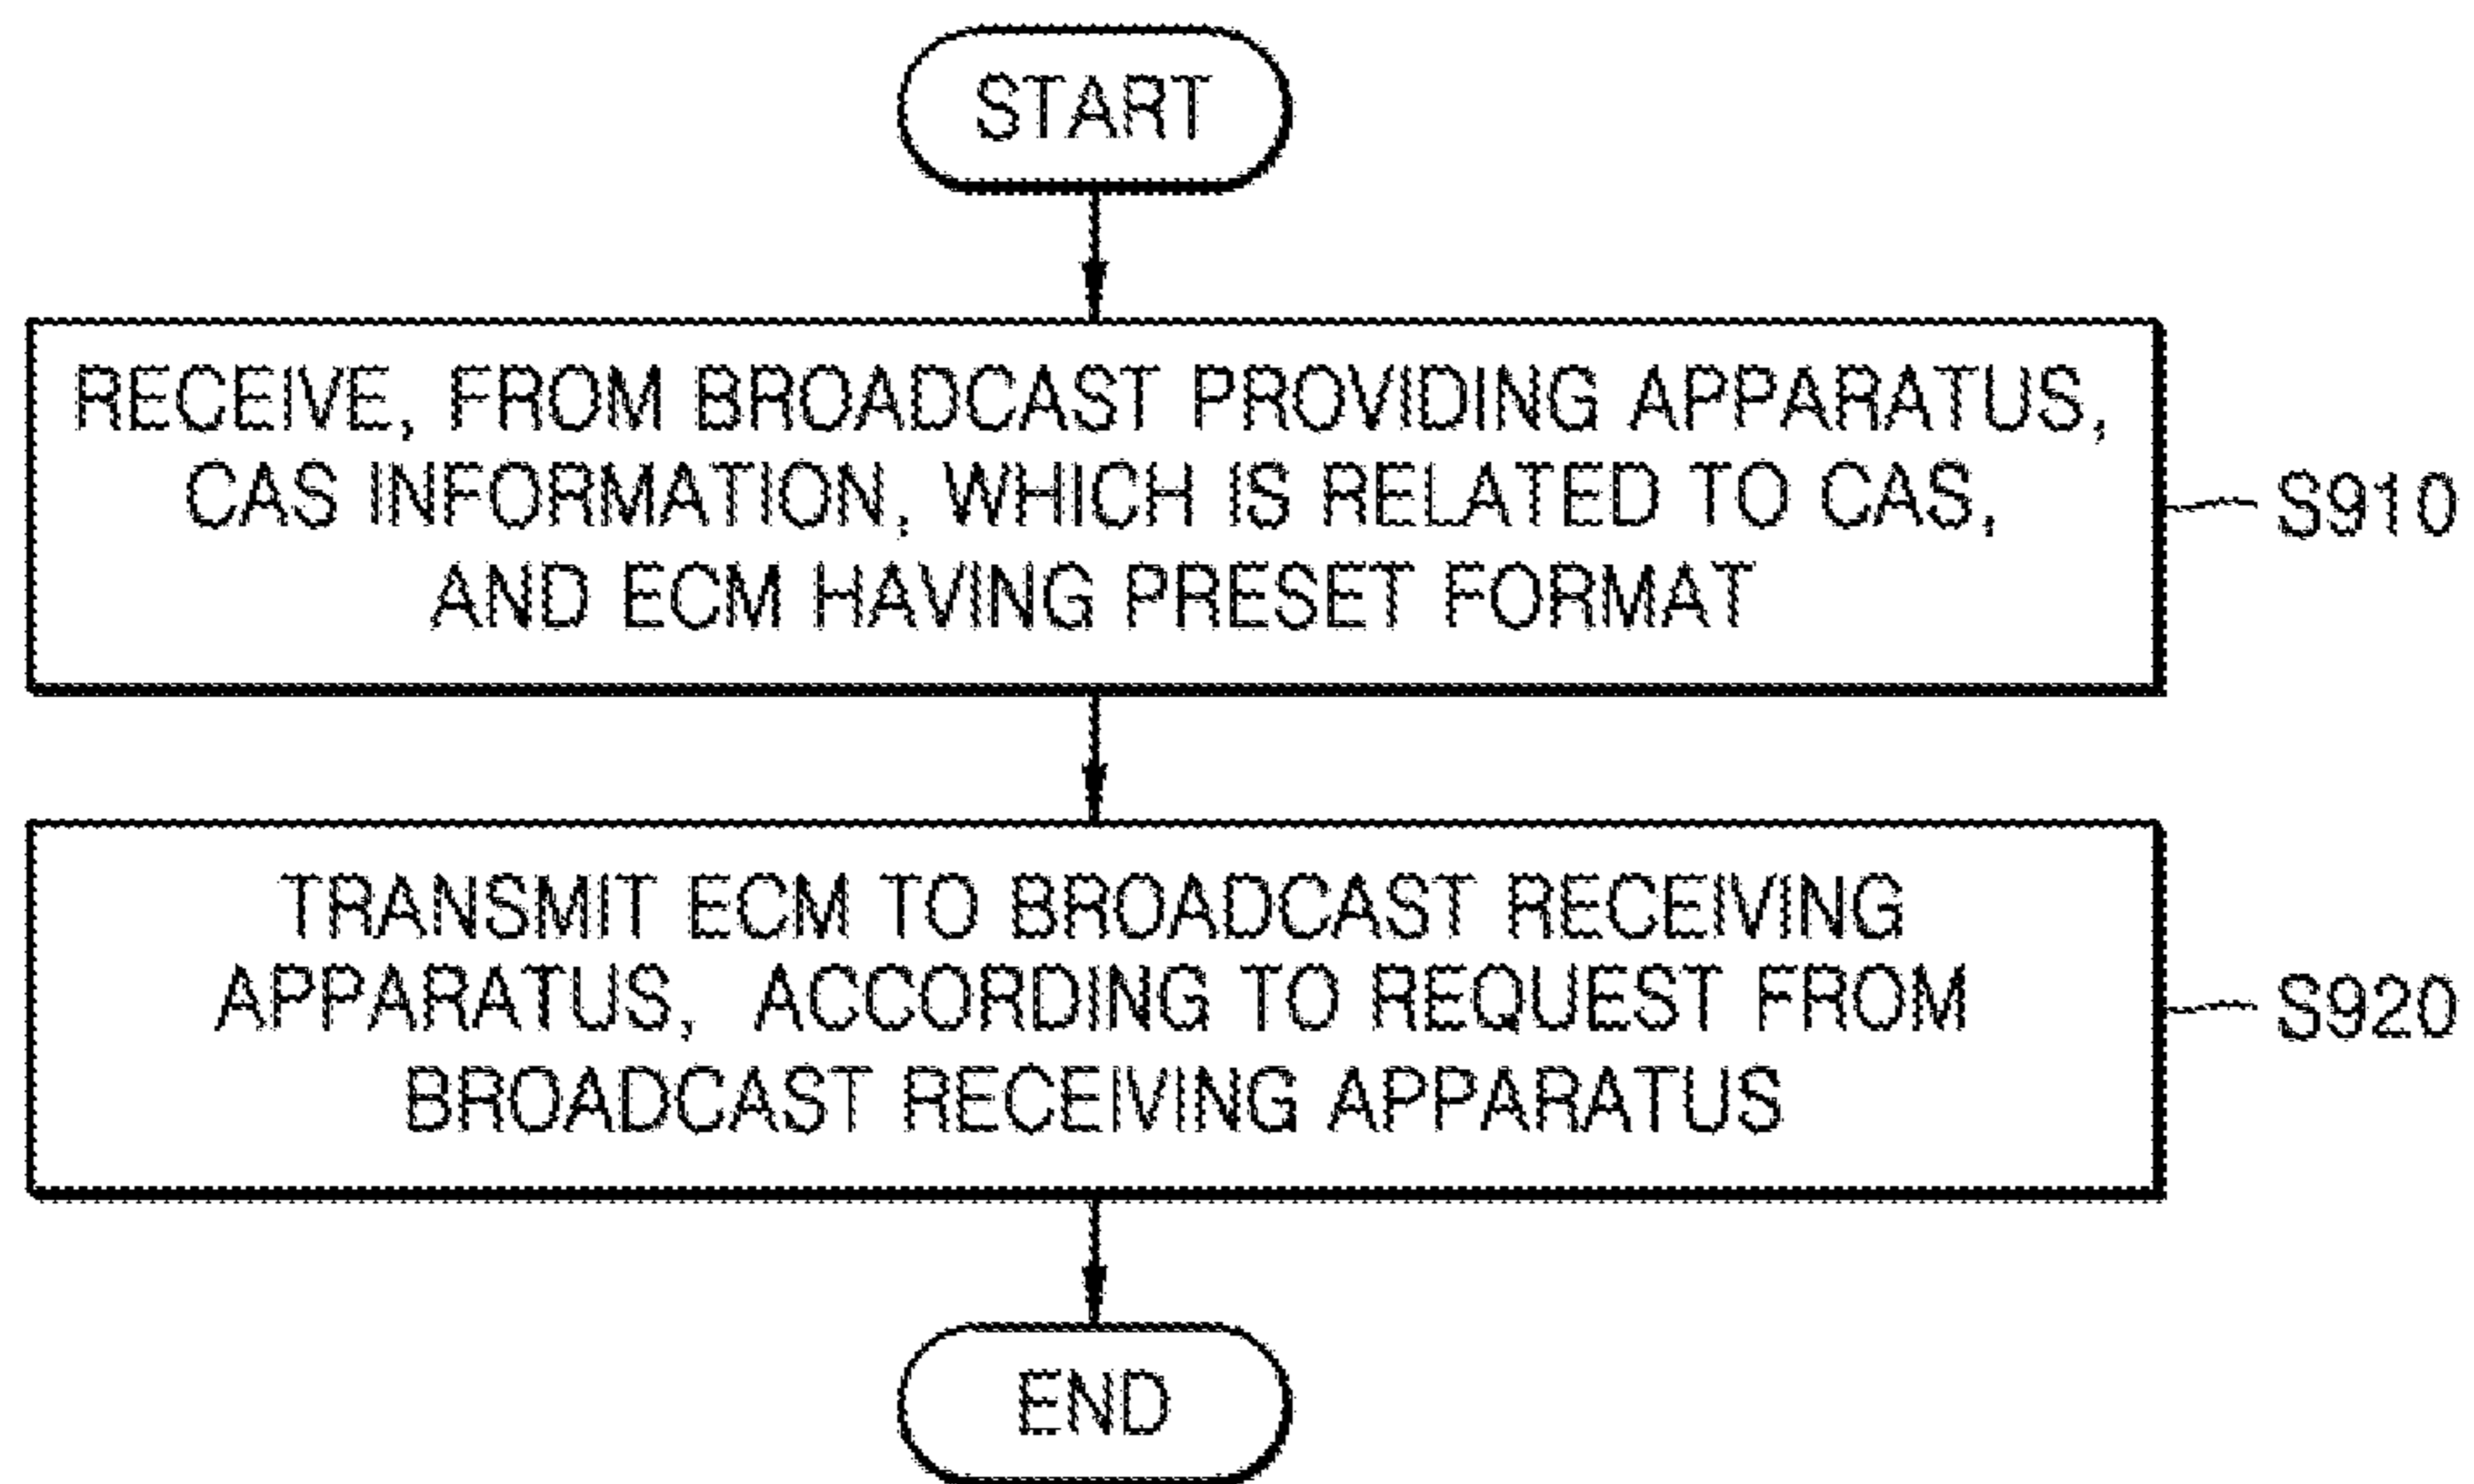 START
RECEIVE, FROM BROADCAST PROVIDING APPARATUS,
CAS INFORMATION, WHICH IS RELATED TO CAS,
AND ECM HAVING PRESET FORMAT
S910
TRANSMIT ECM TO BROADCAST RECEIVING
APPARATUS, ACCORDING TO REQUEST FROM
BROADCAST RECEIVING APPARATUS
S920
END